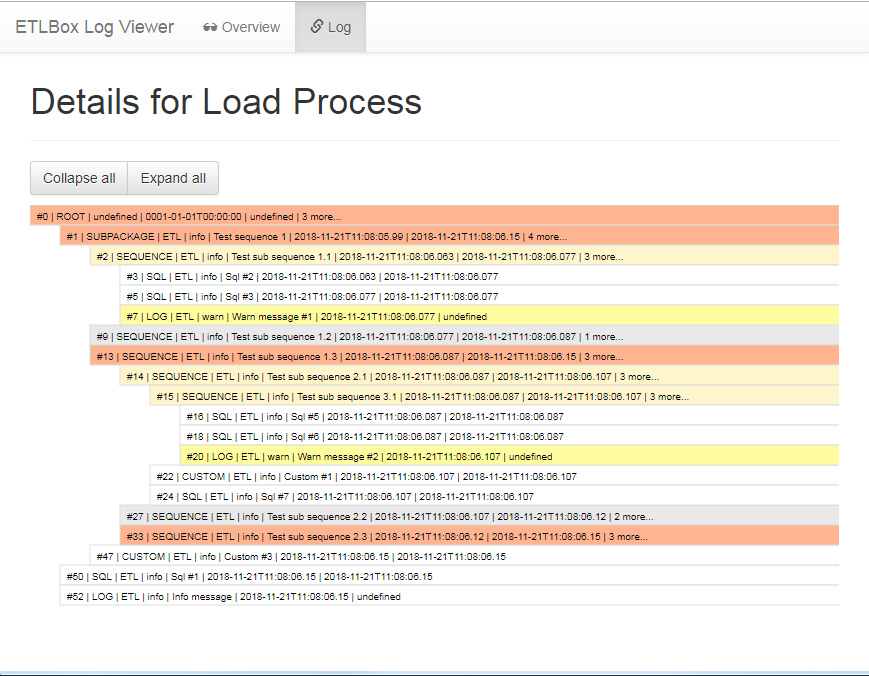 ETLBox Log Viewer Overview Log
Details for Load Process
Collapse all Expand all
#0 | ROOT | undefined | 0001-01-01T00:00:00 | undefined | 3 more...
#1 | SUBPACKAGE | ETL | info | Test sequence 1 | 2018-11-21T11:08:05.99 | 2018-11-21T11:08:06.15 | 4 more...
#2 | SEQUENCE | ETL | info | Test sub sequence 1.1 | 2018-11-21T11:08:06.063 | 2018-11-21T11:08:06.077 | 3 more...
#3 | SQL | ETL | info | Sql #2 | 2018-11-21T11:08:06.063 | 2018-11-21T11:08:06.077
#5 | SQL | ETL | info | Sql #3 | 2018-11-21T11:08:06.077 | 2018-11-21T11:08:06.077
#7 | LOG | ETL | warn | Warn message #1 | 2018-11-21T11:08:06.077 | undefined
#9 | SEQUENCE | ETL | info | Test sub sequence 1.2 | 2018-11-21T11:08:06.077 | 2018-11-21T11:08:06.087 | 1 more...
#13 | SEQUENCE | ETL | info | Test sub sequence 1.3 | 2018-11-21T11:08:06.087 | 2018-11-21T11:08:06.15 | 3 more...
#14 | SEQUENCE | ETL | info | Test sub sequence 2.1 | 2018-11-21T11:08:06.087 | 2018-11-21T11:08:06.107 | 3 more...
#15 | SEQUENCE | ETL | info | Test sub sequence 3.1 | 2018-11-21T11:08:06.087 | 2018-11-21T11:08:06.107 | 3 more...
#16 | SQL | ETL | info | Sql #5 | 2018-11-21T11:08:06.087 | 2018-11-21T11:08:06.087
#18 | SQL | ETL | info | Sql #6 | 2018-11-21T11:08:06.087 | 2018-11-21T11:08:06.087
#20 | LOG | ETL | warn | Warn message #2 | 2018-11-21T11:08:06.107 | undefined
#22 | CUSTOM | ETL | info | Custom #1 | 2018-11-21T11:08:06.107 | 2018-11-21T11:08:06.107
#24 | SQL | ETL | info | Sql #7 | 2018-11-21T11:08:06.107 | 2018-11-21T11:08:06.107
#27 | SEQUENCE | ETL | info | Test sub sequence 2.2 | 2018-11-21T11:08:06.107 | 2018-11-21T11:08:06.12 | 2 more...
#33 | SEQUENCE | ETL | info | Test sub sequence 2.3 | 2018-11-21T11:08:06.12 | 2018-11-21T11:08:06.15 | 3 more...
#47 | CUSTOM | ETL | info | Custom #3 | 2018-11-21T11:08:06.15 | 2018-11-21T11:08:06.15
#50 | SQL | ETL | info | Sql #1 | 2018-11-21T11:08:06.15 | 2018-11-21T11:08:06.15
#52 | LOG | ETL | info | Info message | 2018-11-21T11:08:06.15 | undefined